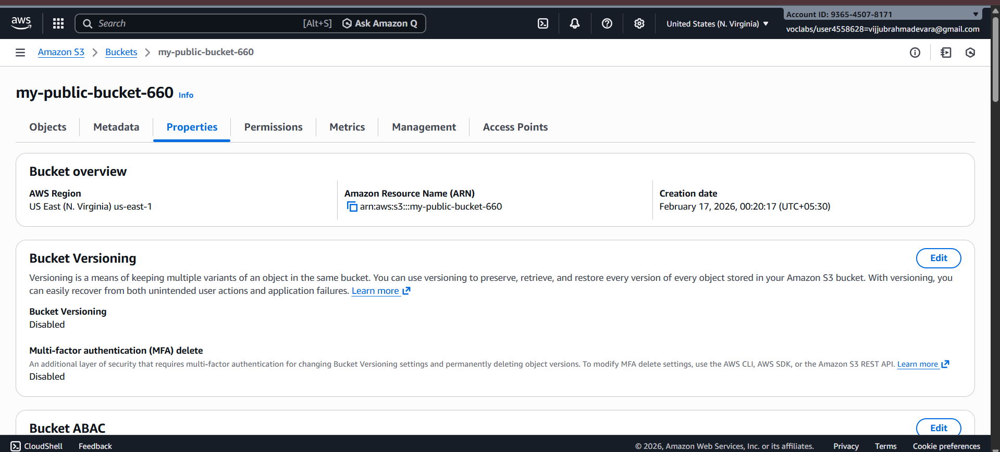 aws
Search [Alt+S] Ask Amazon Q
United States (N. Virginia) ▼
Account ID: 9365-4507-8171
voclabs/user4558628=vijjubrahmadevara@gmail.com
Amazon S3 > Buckets > my-public-bucket-660
my-public-bucket-660 Info
Objects Metadata Properties Permissions Metrics Management Access Points
Bucket overview
AWS Region Amazon Resource Name (ARN) Creation date
US East (N. Virginia) us-east-1 arn:aws:s3:::my-public-bucket-660 February 17, 2026, 00:20:17 (UTC+05:30)
Bucket Versioning Edit
Versioning is a means of keeping multiple variants of an object in the same bucket. You can use versioning to preserve, retrieve, and restore every version of every object stored in your Amazon S3 bucket. With versioning, you
can easily recover from both unintended user actions and application failures. Learn more
Bucket Versioning
Disabled
Multi-factor authentication (MFA) delete
An additional layer of security that requires multi-factor authentication for changing Bucket Versioning settings and permanently deleting object versions. To modify MFA delete settings, use the AWS CLI, AWS SDK, or the Amazon S3 REST API. Learn more
Disabled
Bucket ABAC Edit
CloudShell Feedback © 2026, Amazon Web Services, Inc. or its affiliates. Privacy Terms Cookie preferences